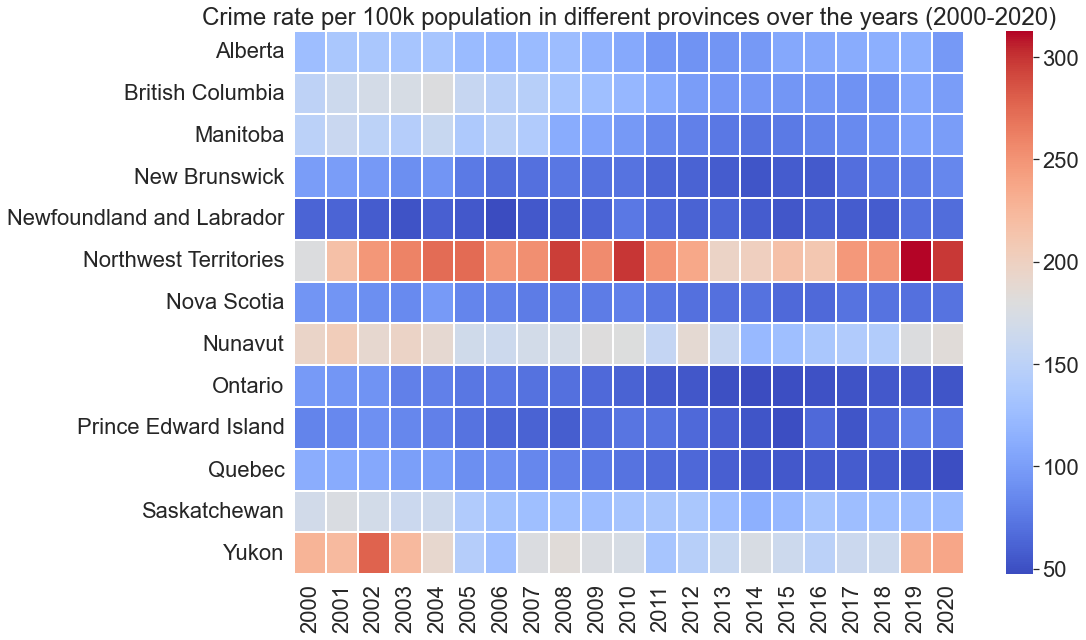 Crime rate per 100k population in different provinces over the years (2000-2020)
Alberta
British Columbia
Manitoba
New Brunswick
Newfoundland and Labrador
Northwest Territories
Nova Scotia
Nunavut
Ontario
Prince Edward Island
Quebec
Saskatchewan
Yukon
2000 2001 2002 2003 2004 2005 2006 2007 2008 2009 2010 2011 2012 2013 2014 2015 2016 2017 2018 2019 2020
300
250
200
150
100
50